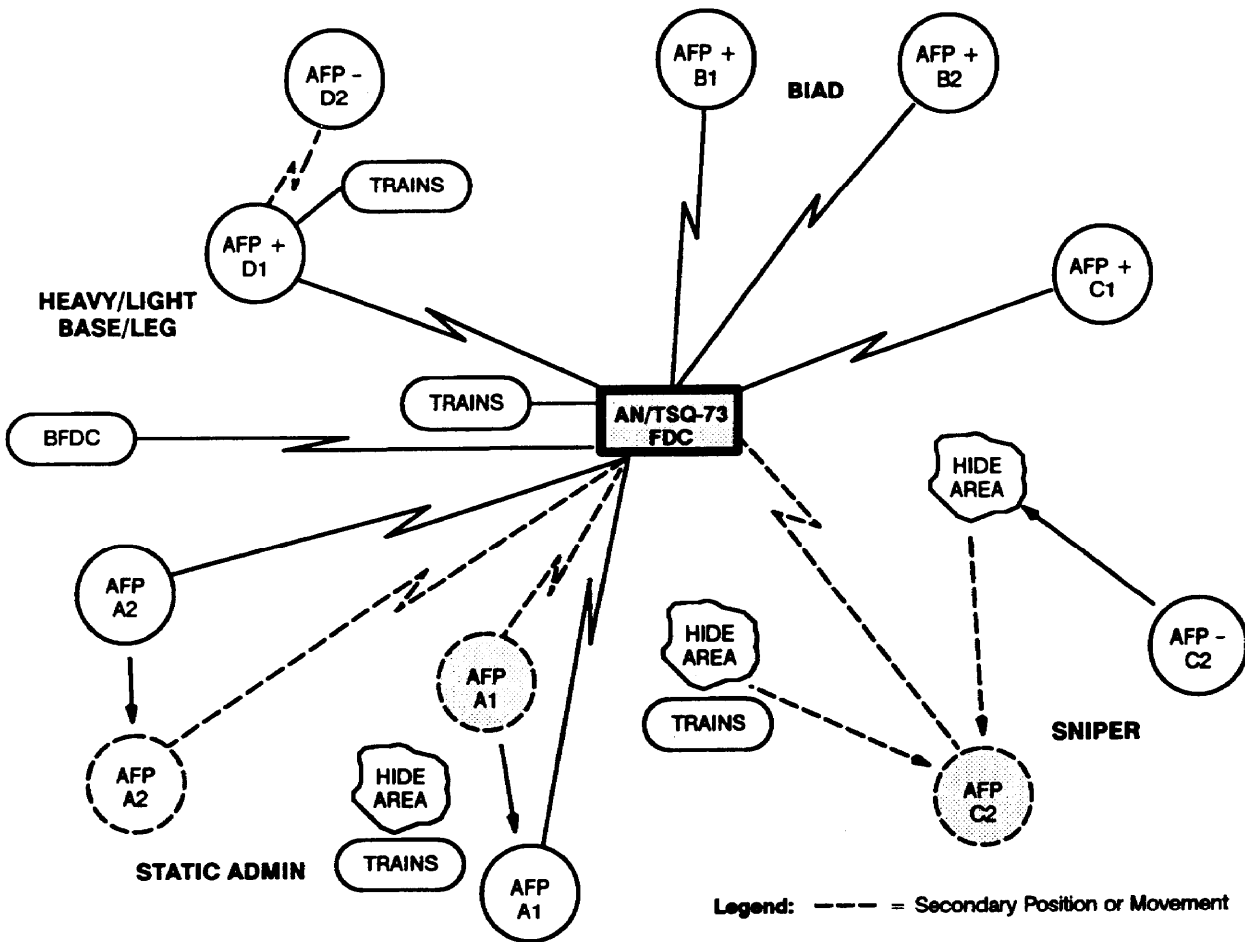 AFP -
D2
AFP +
B1
BIAD
AFP +
B2
TRAINS
AFP +
D1
AFP +
C1
HEAVY/LIGHT
BASE/LEG
TRAINS
AN/TSQ-73
FDC
BFDC
HIDE
AREA
AFP
A2
AFP
A1
HIDE
AREA
TRAINS
AFP -
C2
SNIPER
AFP
A2
HIDE
AREA
TRAINS
AFP
C2
STATIC ADMIN
AFP
A1
Legend: --- = Secondary Position or Movement